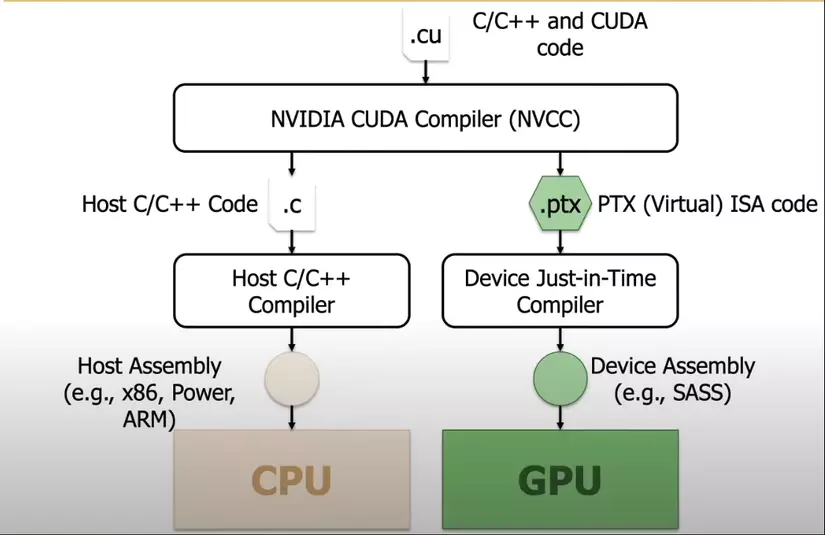 .cu
C/C++ and CUDA
code
NVIDIA CUDA Compiler (NVCC)
Host C/C++ Code
.c
.ptx
PTX (Virtual) ISA code
Host C/C++
Compiler
Device Just-in-Time
Compiler
Host Assembly
(e.g., x86, Power,
ARM)
Device Assembly
(e.g., SASS)
CPU
GPU